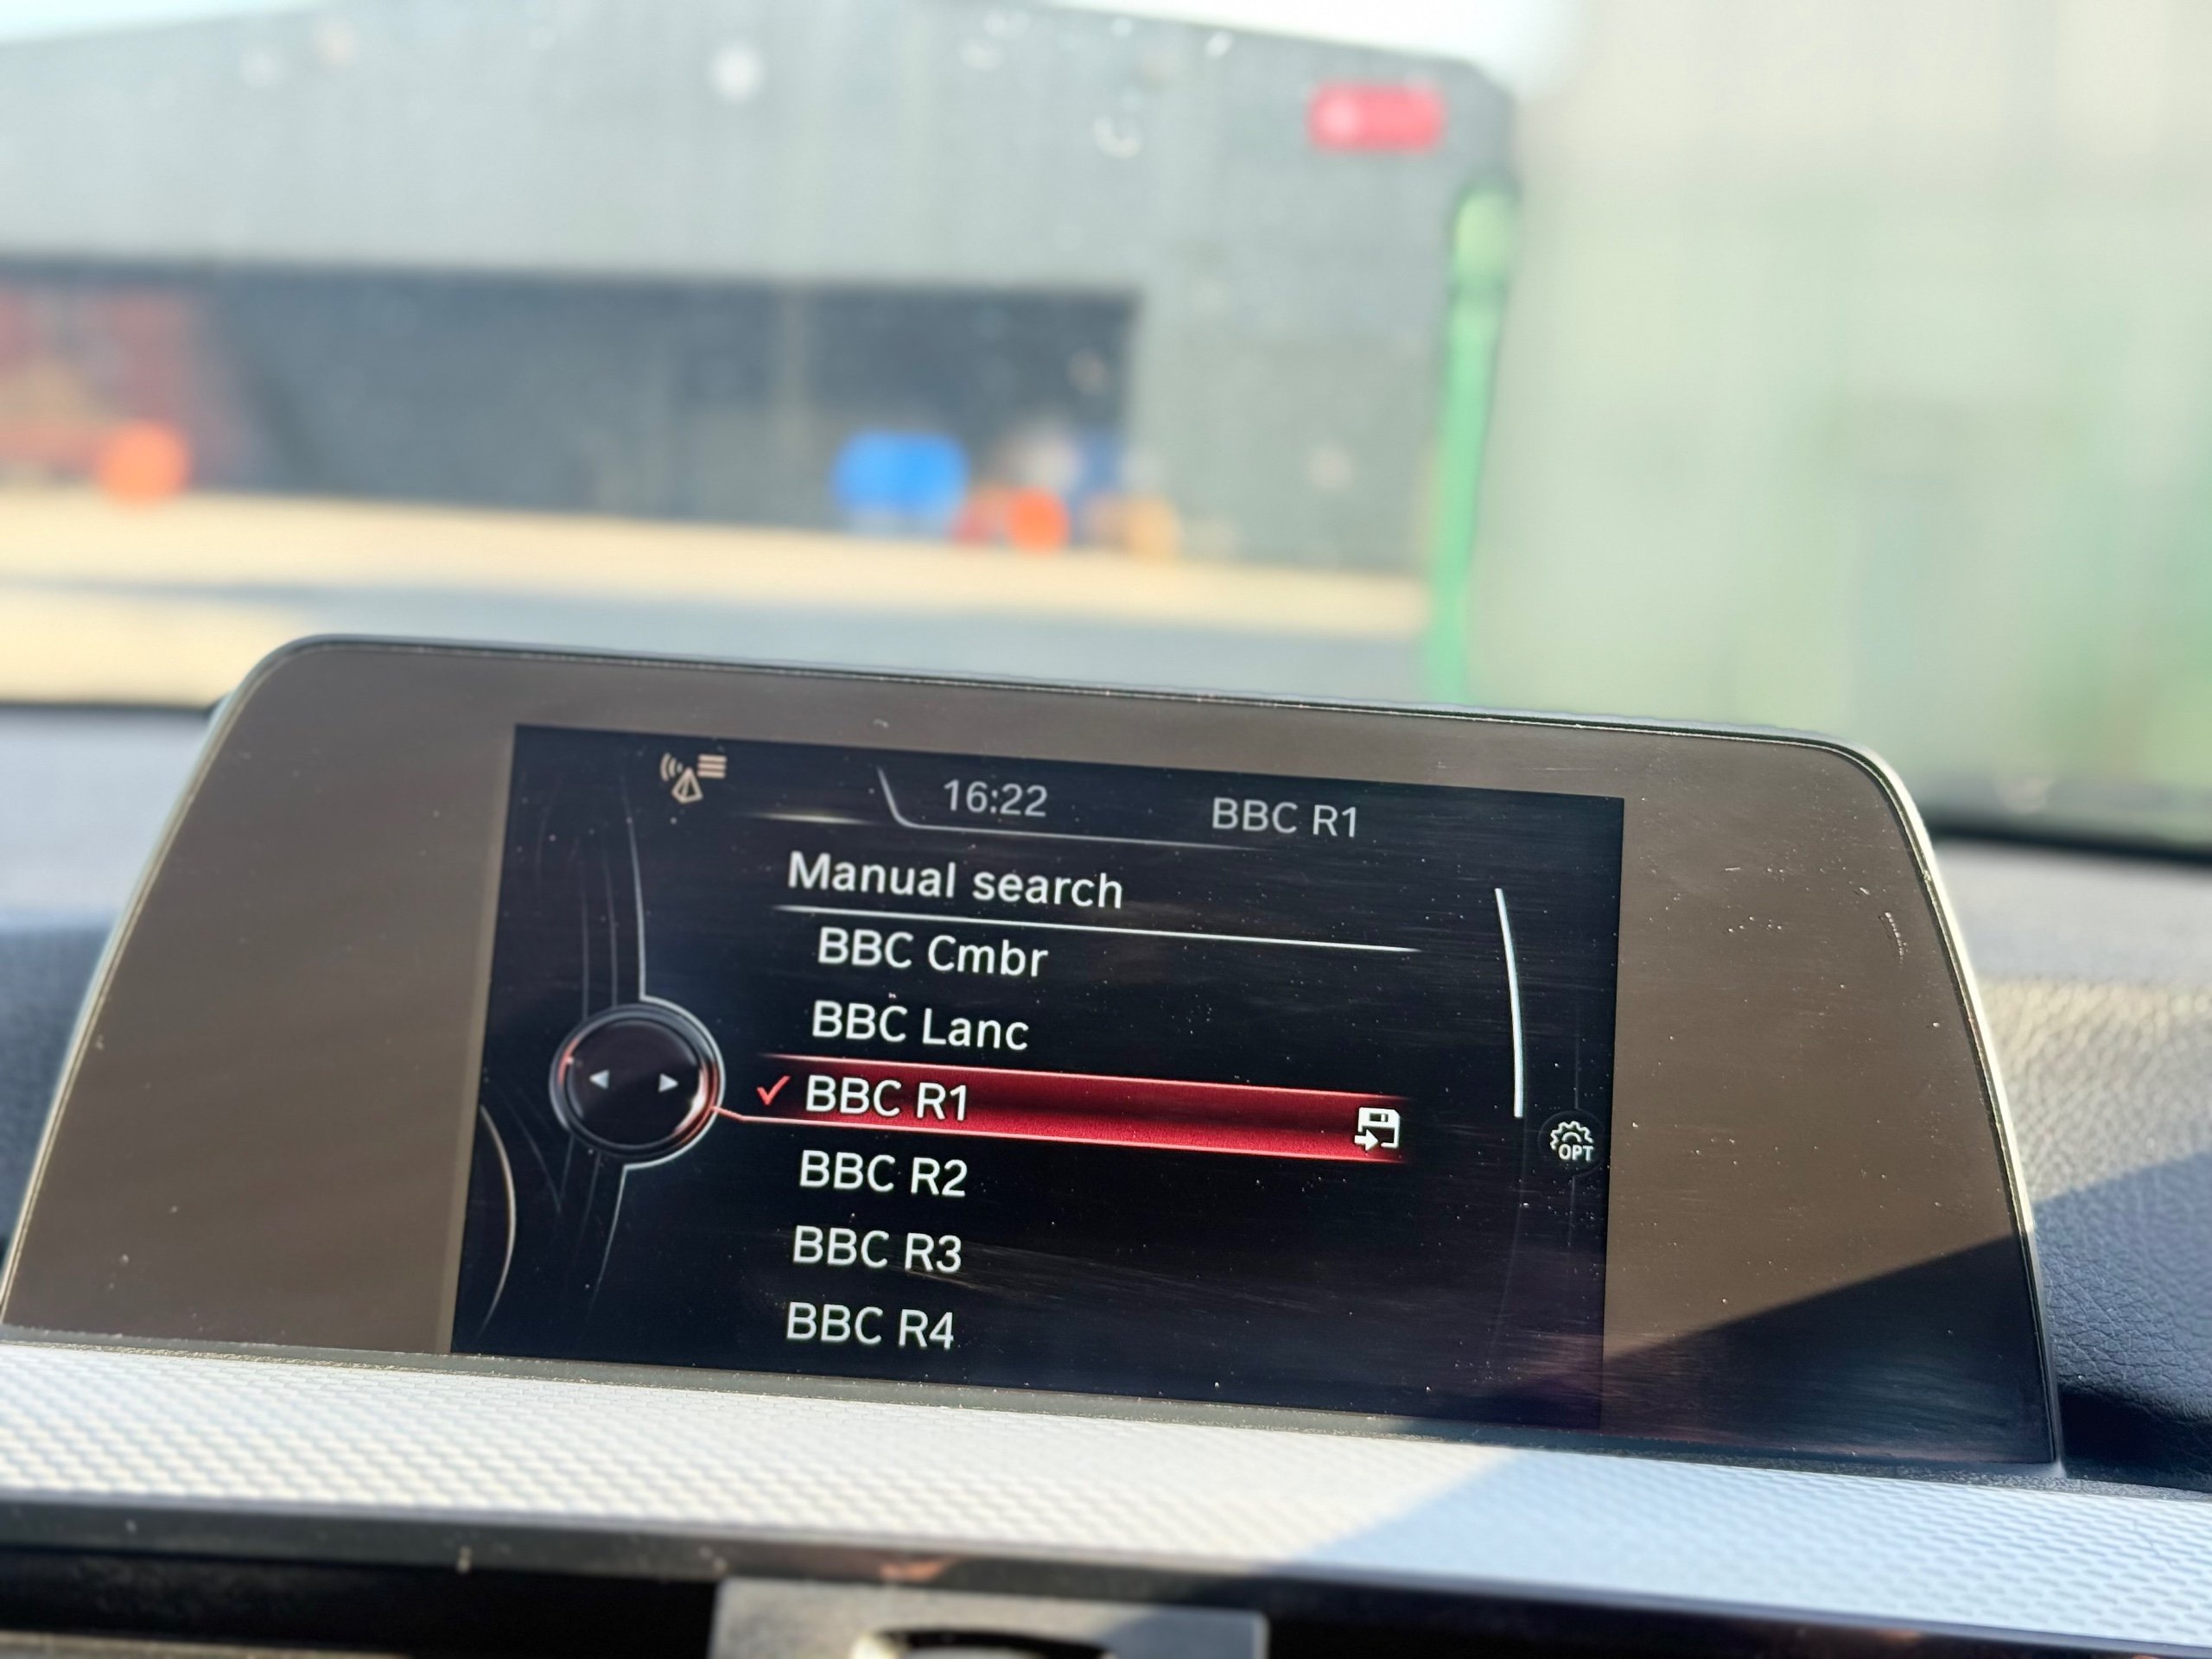 16:22 BBC R1
Manual search
BBC Cmbr
BBC Lanc
BBC R1
OPT
BBC R2
BBC R3
BBC R4